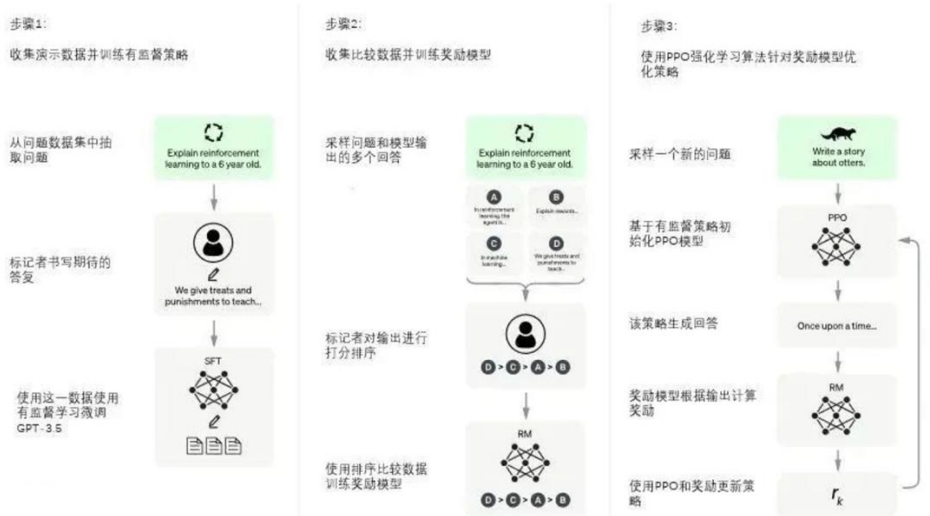 步骤1:
收集演示数据并训练有监督策略
从问题数据集中抽
取问题
Explain reinforcement
learning to a 6 year old.
标记者书写期待的
答复
We give treats and
punishments to teach...
SFT
使用这一数据使用
有监督学习微调
GPT-3.5
步骤2:
收集比较数据并训练奖励模型
采样问题和模型输
出的多个回答
Explain reinforcement
learning to a 6 year old.
A
In reinforcement
learning, the
agent is...
B
Explain rewards...
C
In machine
learning...
D
We give treats and
punishments to
teach...
标记者对输出进行
打分排序
D > C > A > B
RM
使用排序比较数据
训练奖励模型
D > C > A > B
步骤3:
使用PPO强化学习算法针对奖励模型优
化策略
采样一个新的问题
Write a story
about otters.
基于有监督策略初
始化PPO模型
PPO
该策略生成回答
Once upon a time...
奖励模型根据输出计算
奖励
RM
使用PPO和奖励更新策
略
rk